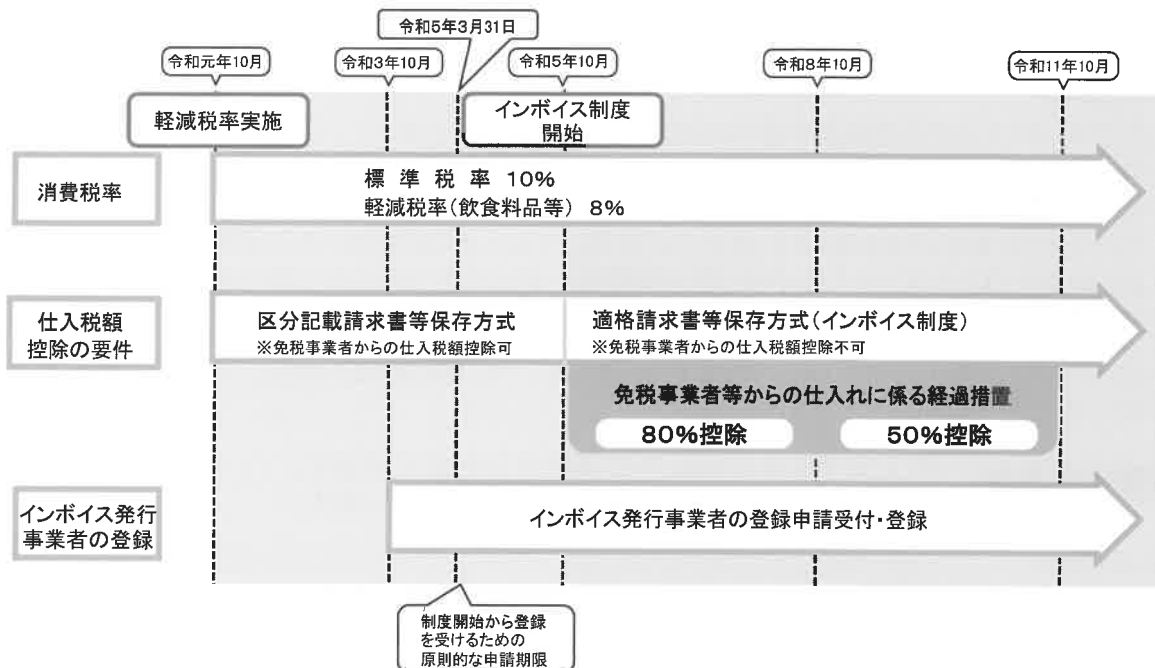 令和5年3月31日
令和元年10月
令和3年10月
令和5年10月
令和8年10月
令和11年10月
軽減税率実施
インボイス制度
開始
消費税率
標準税率 10%
軽減税率(飲食料品等) 8%
仕入税額
控除の要件
区分記載請求書等保存方式
※免税事業者からの仕入税額控除可
適格請求書等保存方式(インボイス制度)
※免税事業者からの仕入税額控除不可
免税事業者等からの仕入れに係る経過措置
80%控除
50%控除
インボイス発行
事業者の登録
インボイス発行事業者の登録申請受付・登録
制度開始から登録
を受けるための
原則的な申請期限